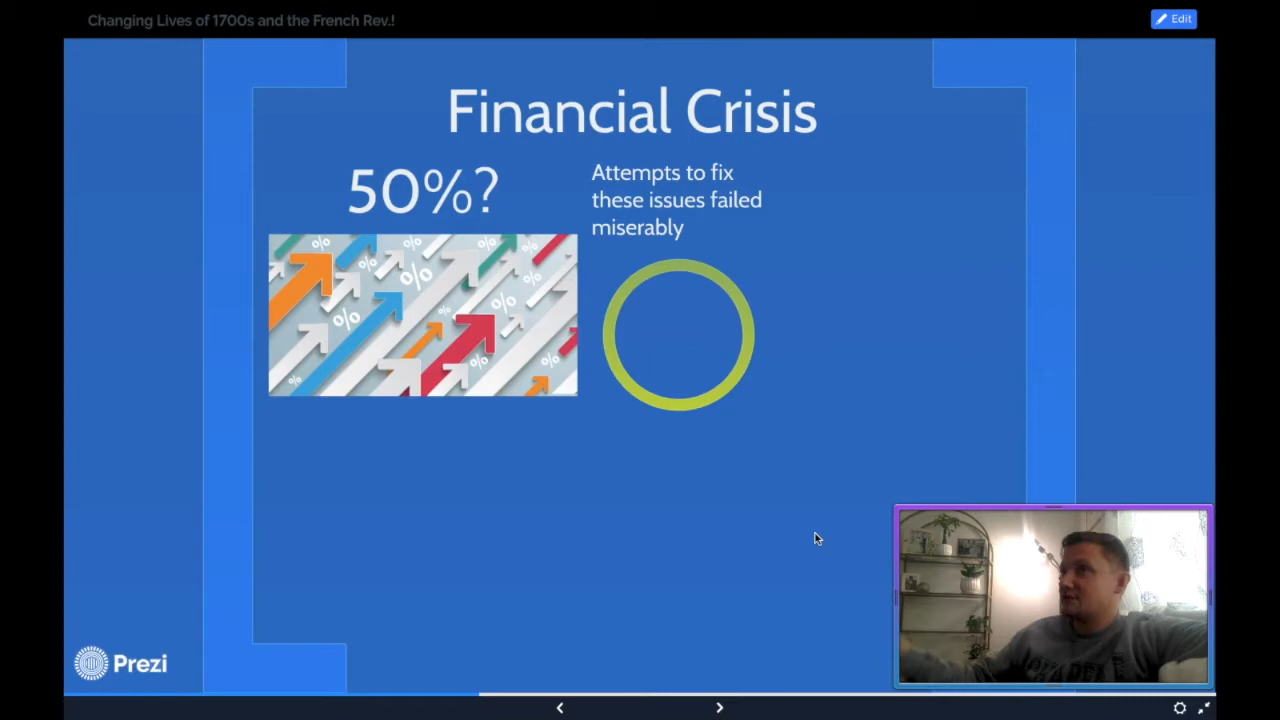 Changing Lives of 1700s and the French Rev.!
Edit
Financial Crisis
50%?
Attempts to fix
these issues failed
miserably
%
%
%
%
%
%
%
%
%
%
%
%
Prezi